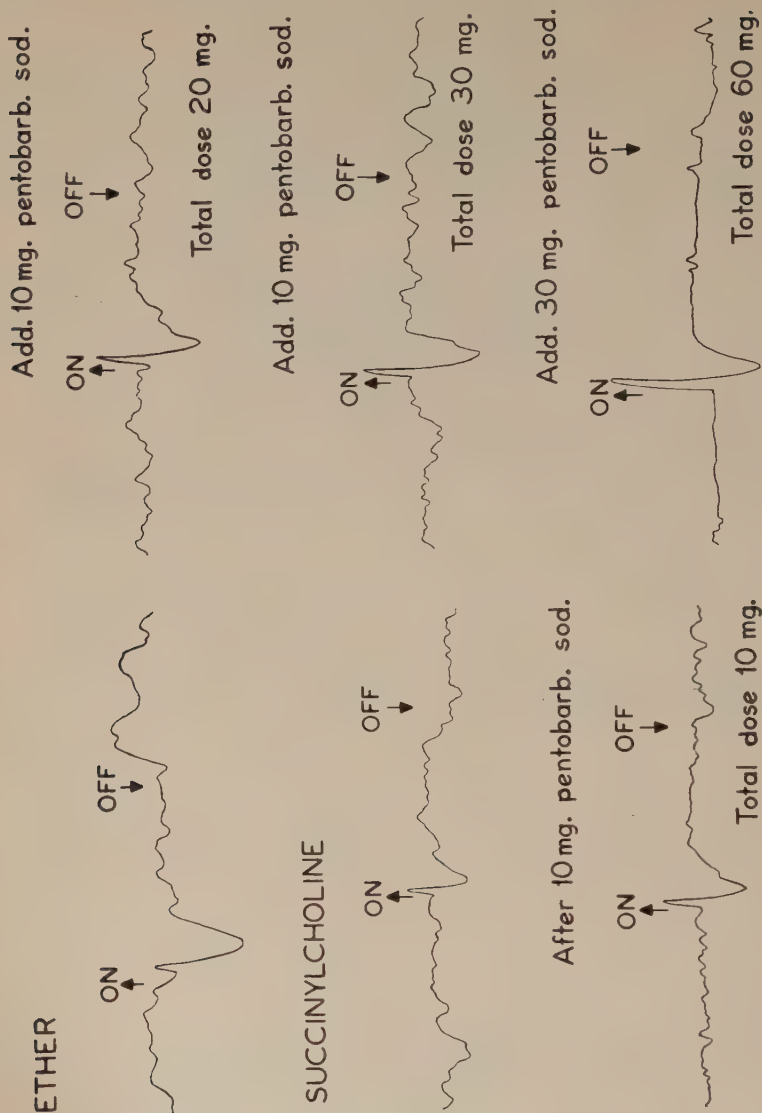 ETHER
ON
OFF
SUCCINYLCHOLINE
ON
OFF
After 10 mg. pentobarb. sod.
ON
OFF
Total dose 10 mg.
Add. 10 mg. pentobarb. sod.
ON
OFF
Total dose 20 mg.
Add. 10 mg. pentobarb. sod.
ON
OFF
Total dose 30 mg.
Add. 30 mg. pentobarb. sod.
ON
OFF
Total dose 60 mg.